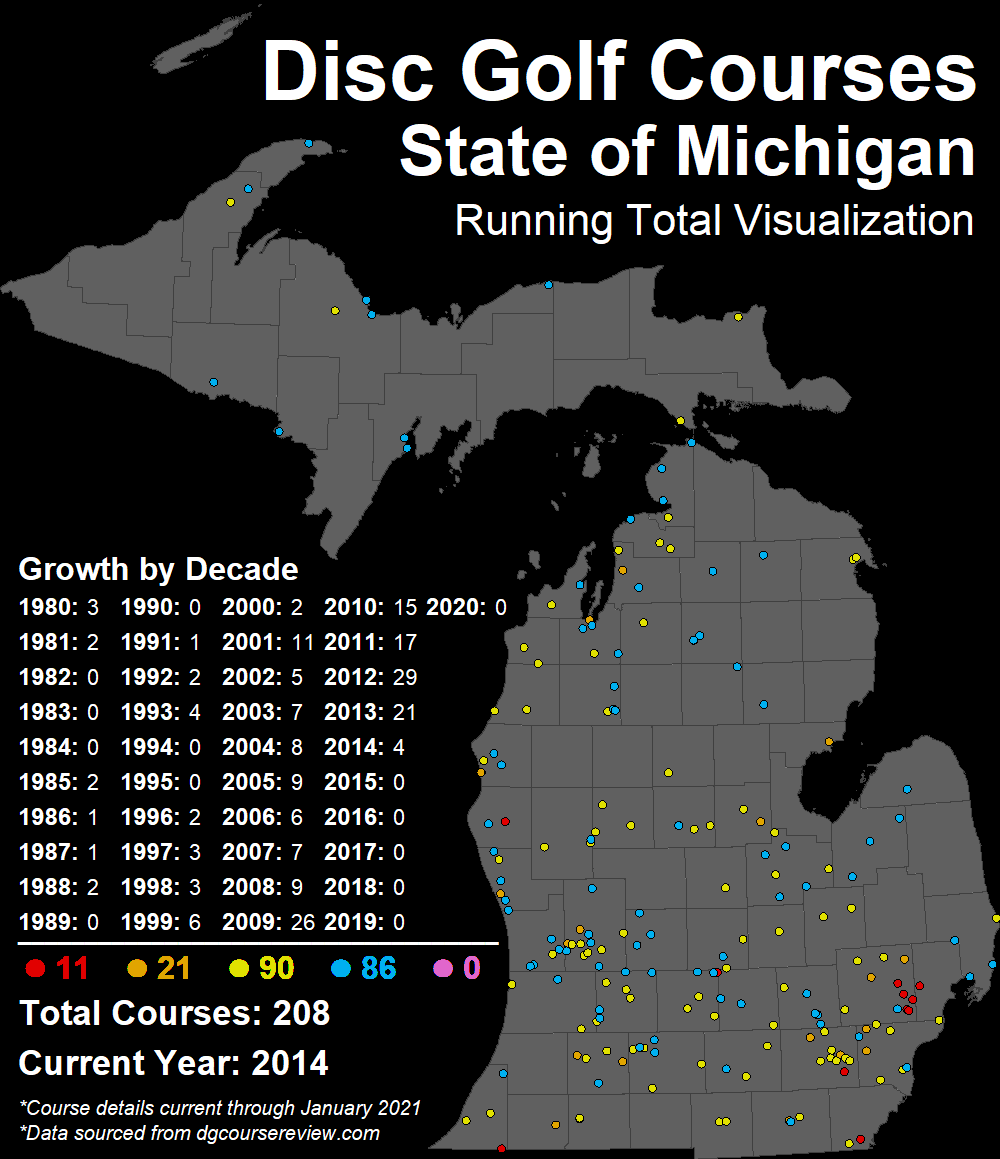 Disc Golf Courses
State of Michigan
Running Total Visualization
Growth by Decade
1980: 3 1990: 0 2000: 2 2010: 15 2020: 0
1981: 2 1991: 1 2001: 11 2011: 17
1982: 0 1992: 2 2002: 5 2012: 29
1983: 0 1993: 4 2003: 7 2013: 21
1984: 0 1994: 0 2004: 8 2014: 4
1985: 2 1995: 0 2005: 9 2015: 0
1986: 1 1996: 2 2006: 6 2016: 0
1987: 1 1997: 3 2007: 7 2017: 0
1988: 2 1998: 3 2008: 9 2018: 0
1989: 0 1999: 6 2009: 26 2019: 0
11 21 90 86 0
Total Courses: 208
Current Year: 2014
*Course details current through January 2021
*Data sourced from dgcoursereview.com